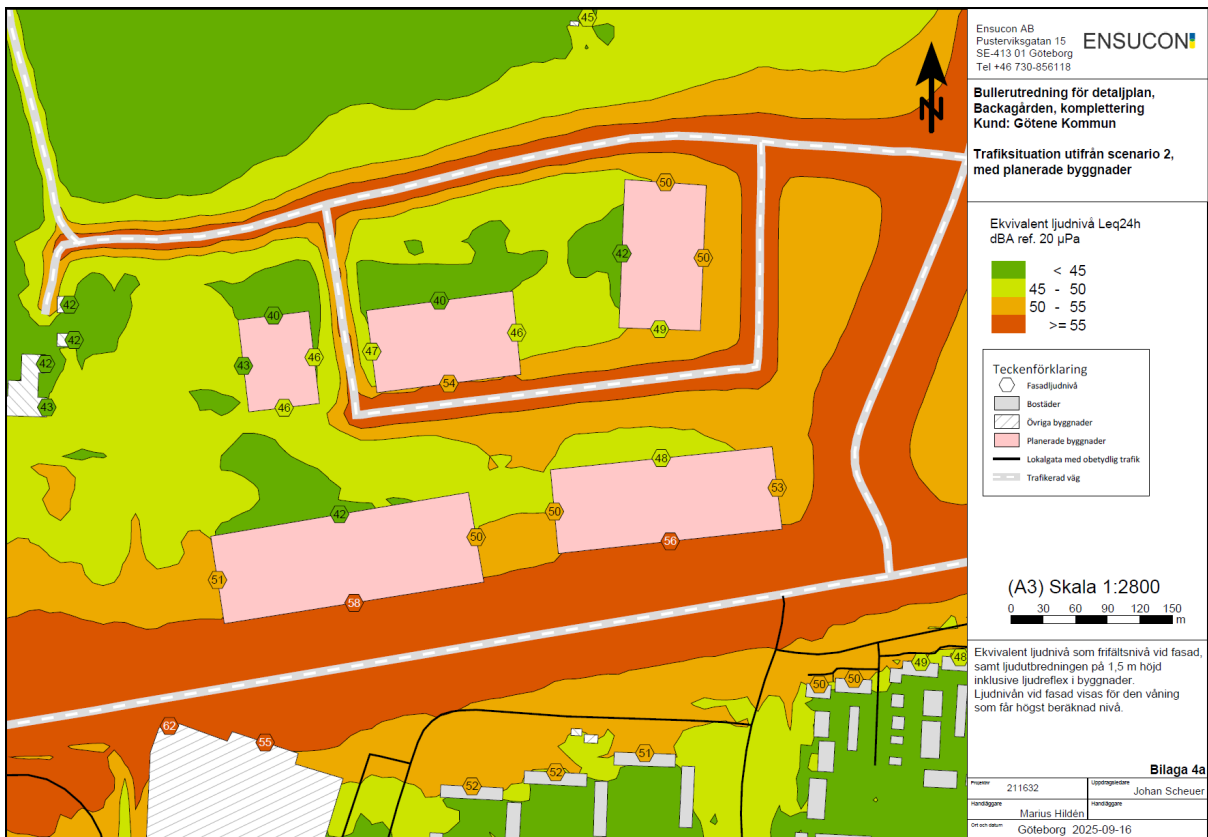 45
50
42
50
40
49
46
47
54
42
42
40
43
46
42
46
43
48
53
42
50
50
51
56
58
62
55
50
50
49
48
51
52
52
N
Ensucon AB
Pusterviksgatan 15
SE-413 01 Göteborg
Tel +46 730-856118
ENSUCON
Bullerutredning för detaljplan,
Backagården, komplettering
Kund: Götene Kommun
Trafiksituation utifrån scenario 2,
med planerade byggnader
Ekvivalent ljudnivå Leq24h
dBA ref. 20 µPa
< 45
45 - 50
50 - 55
>= 55
Teckenförklaring
Fasadljudnivå
Bostäder
Övriga byggnader
Planerade byggnader
Lokalgata med obetydlig trafik
Trafikerad väg
(A3) Skala 1:2800
0 30 60 90 120 150
m
Ekvivalent ljudnivå som frifältsnivå vid fasad,
samt ljudutbredningen på 1,5 m höjd
inklusive ljudreflex i byggnader.
Ljudnivån vid fasad visas för den våning
som får högst beräknad nivå.
Bilaga 4a
211632
Uppdragsledare
Johan Scheuer
Handläggare
Marius Hildén
Handläggare
Ort och datum
Göteborg 2025-09-16